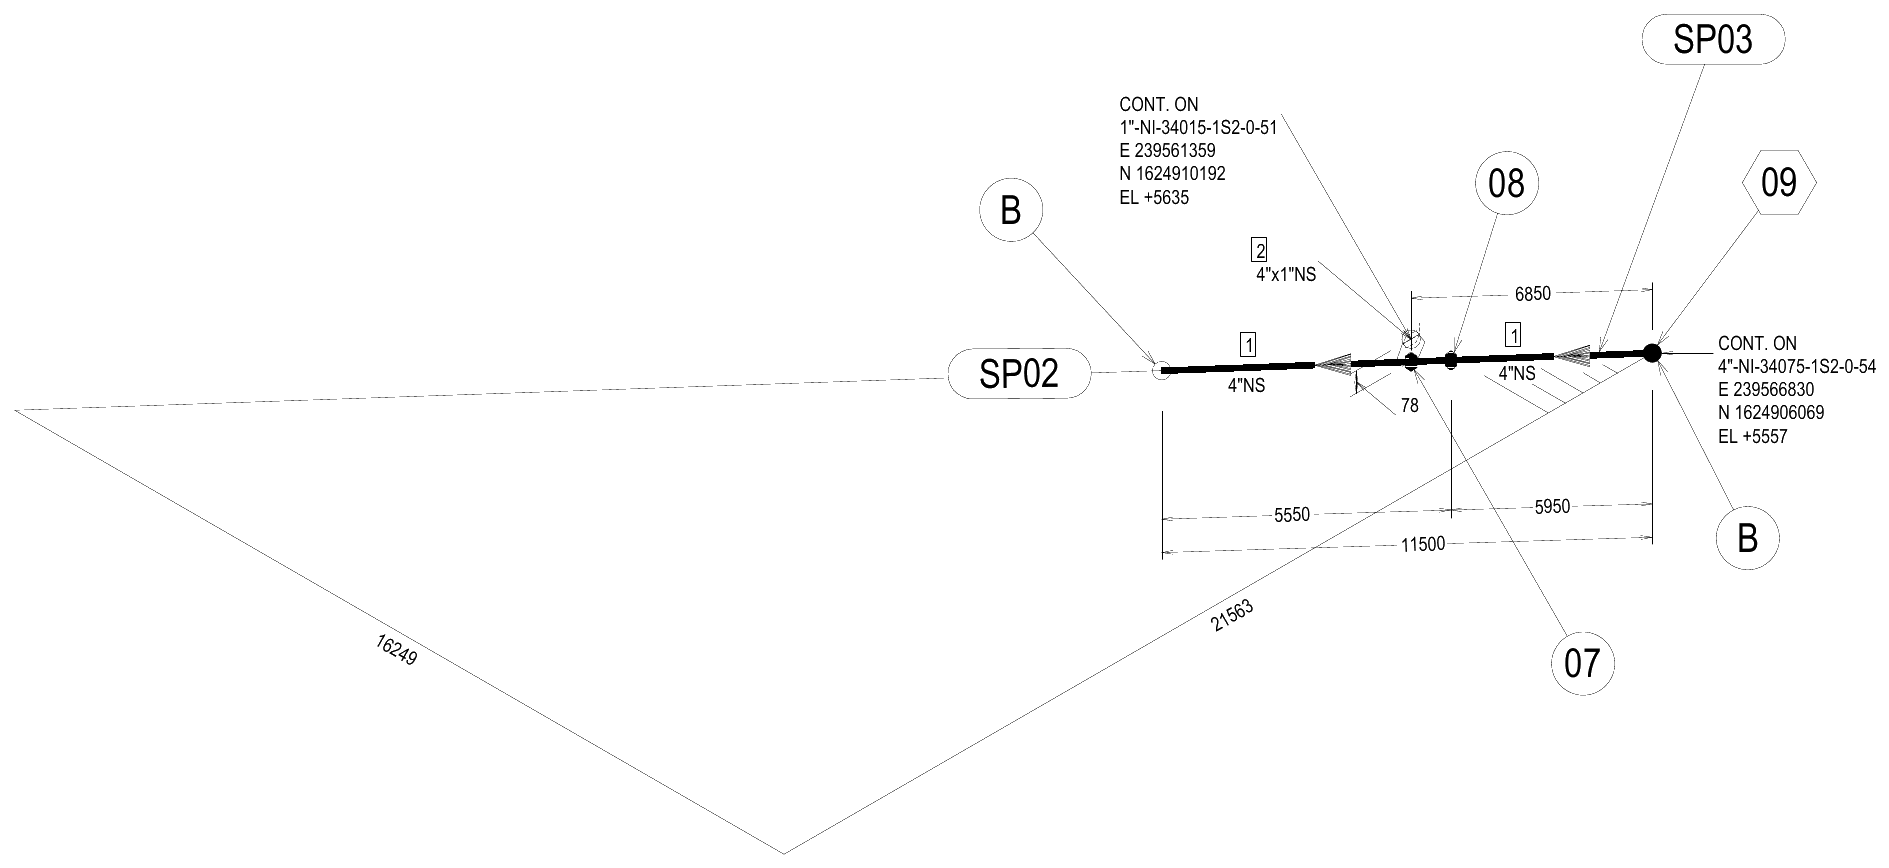 SP03
CONT. ON
1"-NI-34015-1S2-0-51
E 239561359
N 1624910192
EL +5635
08
09
B
2
4"x1"NS
6850
1
1
CONT. ON
4"-NI-34075-1S2-0-54
E 239566830
N 1624906069
EL +5557
SP02
4"NS
4"NS
78
5550
5950
11500
B
21563
16249
07